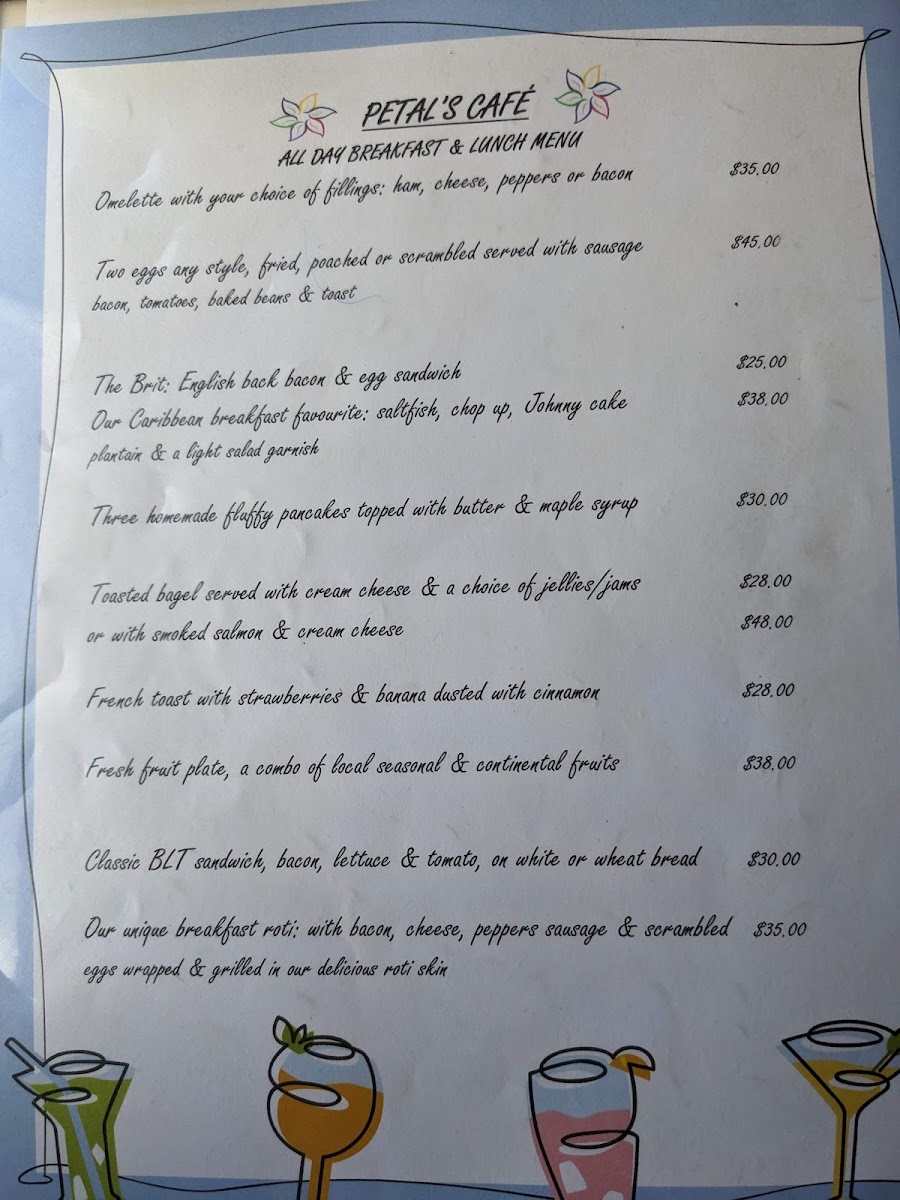 PETAL'S CAFÉ
ALL DAY BREAKFAST & LUNCH MENU
Omelette with your choice of fillings: ham, cheese, peppers or bacon $35.00
Two eggs any style, fried, poached or scrambled served with sausage $45.00
bacon, tomatoes, baked beans & toast
The Brit: English back bacon & egg sandwich $25.00
Our Caribbean breakfast favourite: saltfish, chop up, Johnny cake $38.00
plantain & a light salad garnish
Three homemade fluffy pancakes topped with butter & maple syrup $30.00
Toasted bagel served with cream cheese & a choice of jellies/jams $28.00
or with smoked salmon & cream cheese $48.00
French toast with strawberries & banana dusted with cinnamon $28.00
Fresh fruit plate, a combo of local seasonal & continental fruits $38.00
Classic BLT sandwich, bacon, lettuce & tomato, on white or wheat bread $30.00
Our unique breakfast roti: with bacon, cheese, peppers sausage & scrambled $35.00
eggs wrapped & grilled in our delicious roti skin